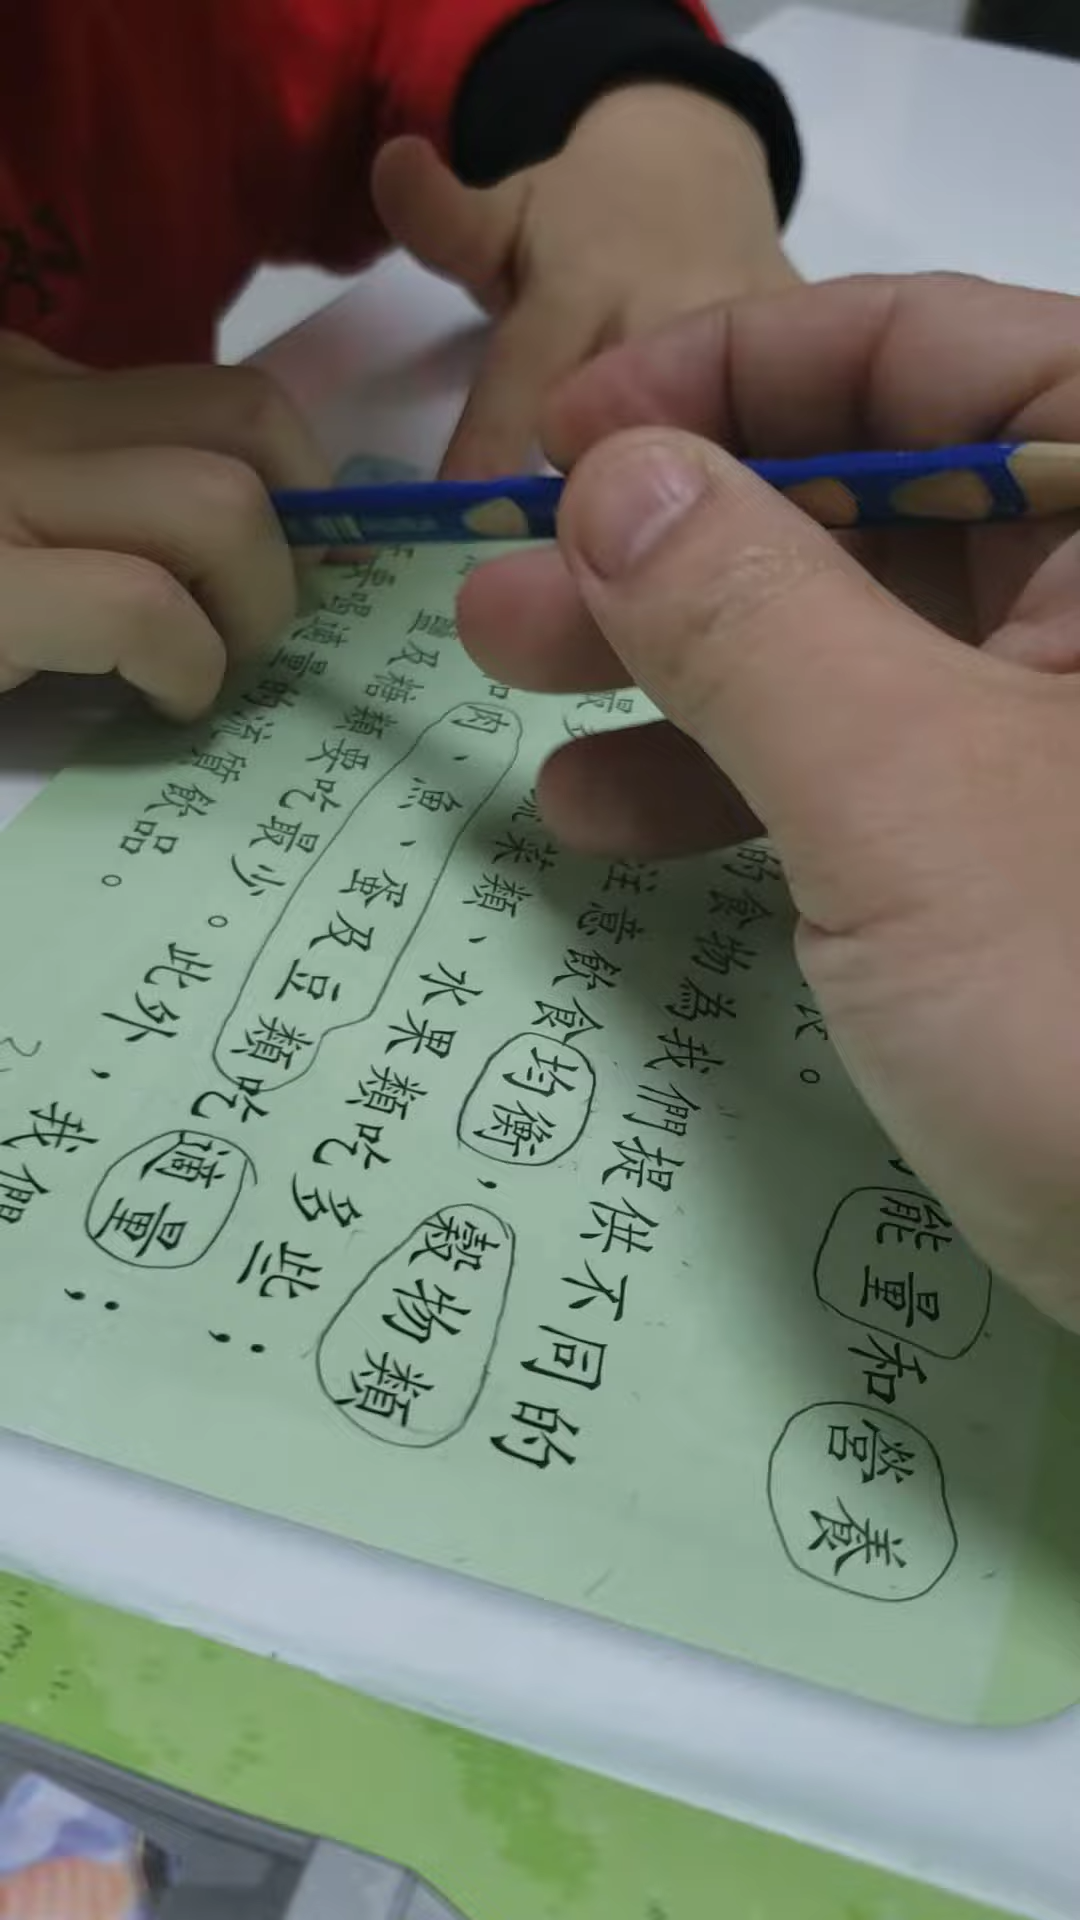 能量和營養
長。
的食物為我們提供不同的
注意飲食均衡，穀物類
最
蔬菜類、水果類吃多些；
肉、魚、蛋及豆類吃適量；
鹽及糖類要吃最少。此外，我們
喝適量的流質飲品。